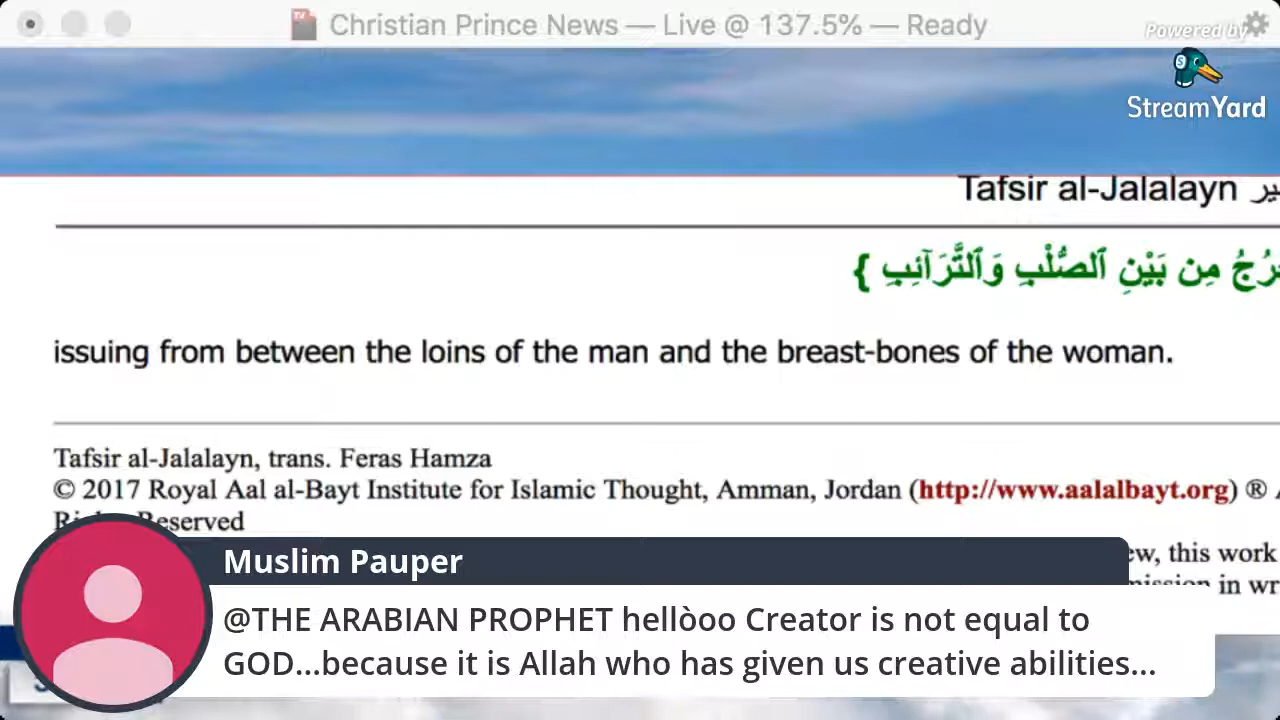 Christian Prince News — Live @ 137.5% — Ready
Powered by
StreamYard
Tafsir al-Jalalayn
مِن بَيْنِ ٱلصُّلْبِ وَٱلتَّرَآئِبِ }
issuing from between the loins of the man and the breast-bones of the woman.
Tafsir al-Jalalayn, trans. Feras Hamza
© 2017 Royal Aal al-Bayt Institute for Islamic Thought, Amman, Jordan (http://www.aalalbayt.org) ®
Reserved
Muslim Pauper
this work
in
@THE ARABIAN PROPHET hellòoo Creator is not equal to
GOD...because it is Allah who has given us creative abilities...